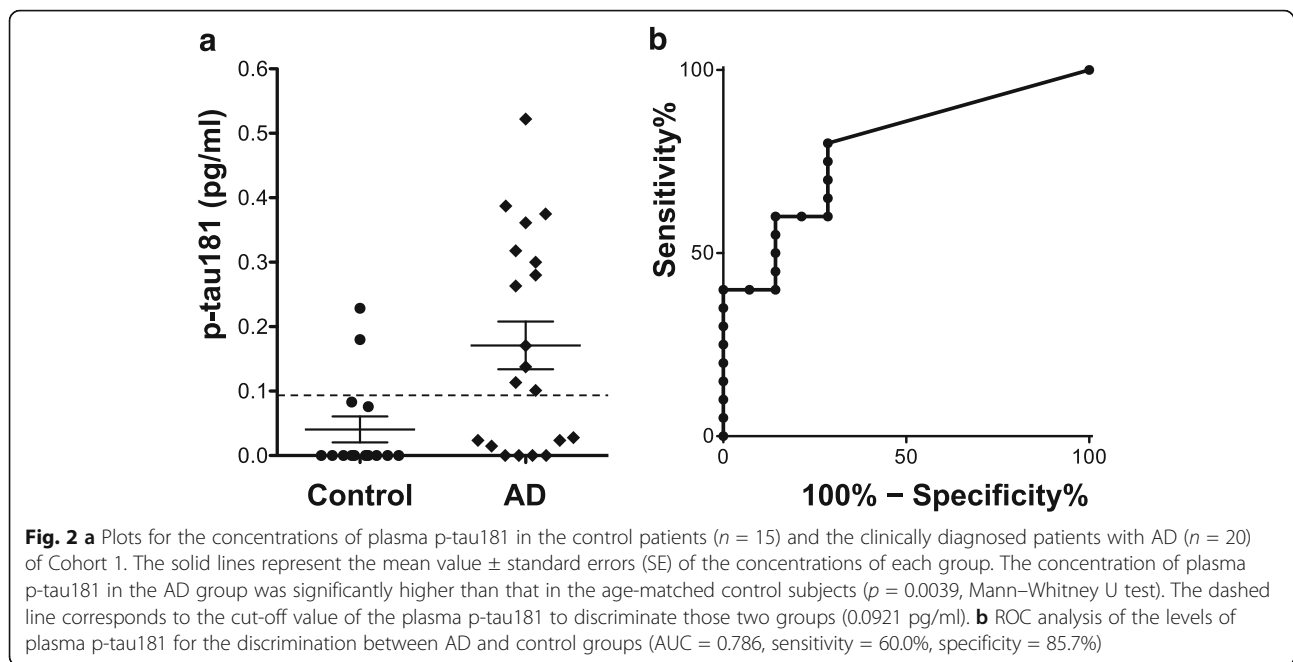 a
b
0.6
0.5
0.4
0.3
0.2
0.1
0.0
p-tau181 (pg/ml)
Control
AD
100
50
0
Sensitivity%
0
50
100
100% − Specificity%
Fig. 2 a Plots for the concentrations of plasma p-tau181 in the control patients (n = 15) and the clinically diagnosed patients with AD (n = 20)
of Cohort 1. The solid lines represent the mean value ± standard errors (SE) of the concentrations of each group. The concentration of plasma
p-tau181 in the AD group was significantly higher than that in the age-matched control subjects (p = 0.0039, Mann–Whitney U test). The dashed
line corresponds to the cut-off value of the plasma p-tau181 to discriminate those two groups (0.0921 pg/ml). b ROC analysis of the levels of
plasma p-tau181 for the discrimination between AD and control groups (AUC = 0.786, sensitivity = 60.0%, specificity = 85.7%)